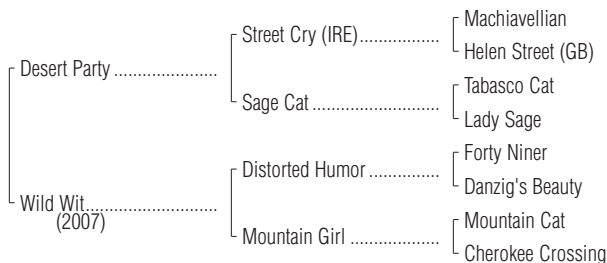 Machiavellian
Street Cry (IRE)..................
Helen Street (GB)
Desert Party .......................
Tabasco Cat
Sage Cat ............................
Lady Sage
Forty Niner
Distorted Humor ...............
Danzig's Beauty
Wild Wit.............................
(2007)
Mountain Cat
Mountain Girl ....................
Cherokee Crossing